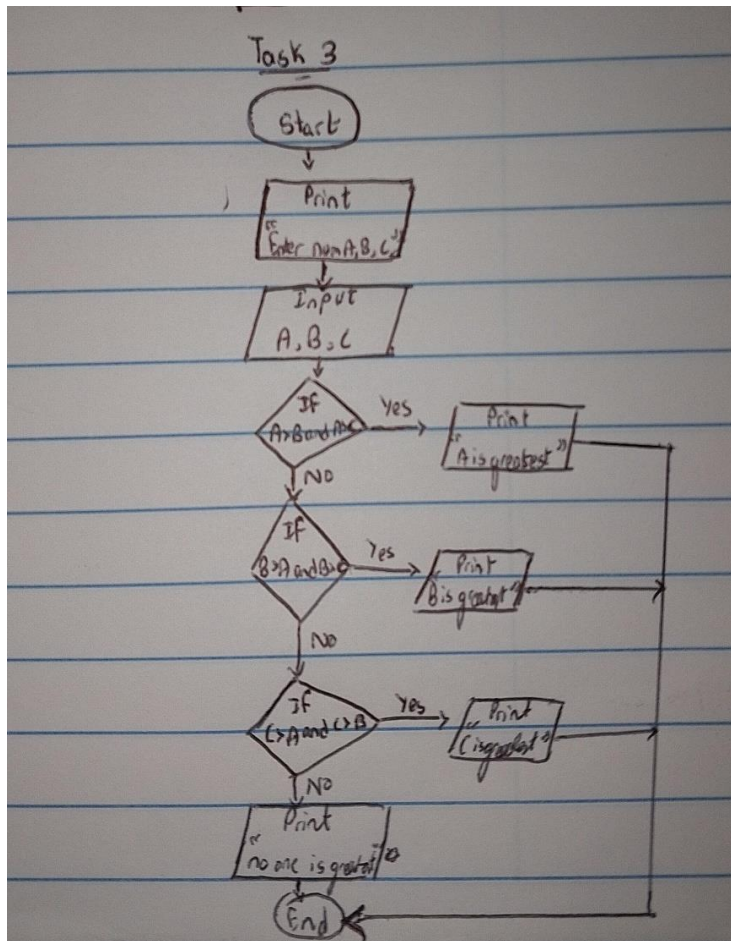 Task 3
Start
Print
"Enter num A, B, C"
Input
A, B, C
If
A>B and A>C
Yes
Print
"A is greatest"
NO
If
B>A and B>C
Yes
Print
"B is greatest"
NO
If
C>A and C>B
Yes
Print
"C is greatest"
NO
Print
"no one is greatest"
End